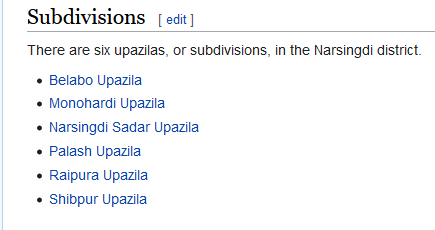 Subdivisions [ edit ]
There are six upazilas, or subdivisions, in the Narsingdi district.
Belabo Upazila
Monohardi Upazila
Narsingdi Sadar Upazila
Palash Upazila
Raipura Upazila
Shibpur Upazila